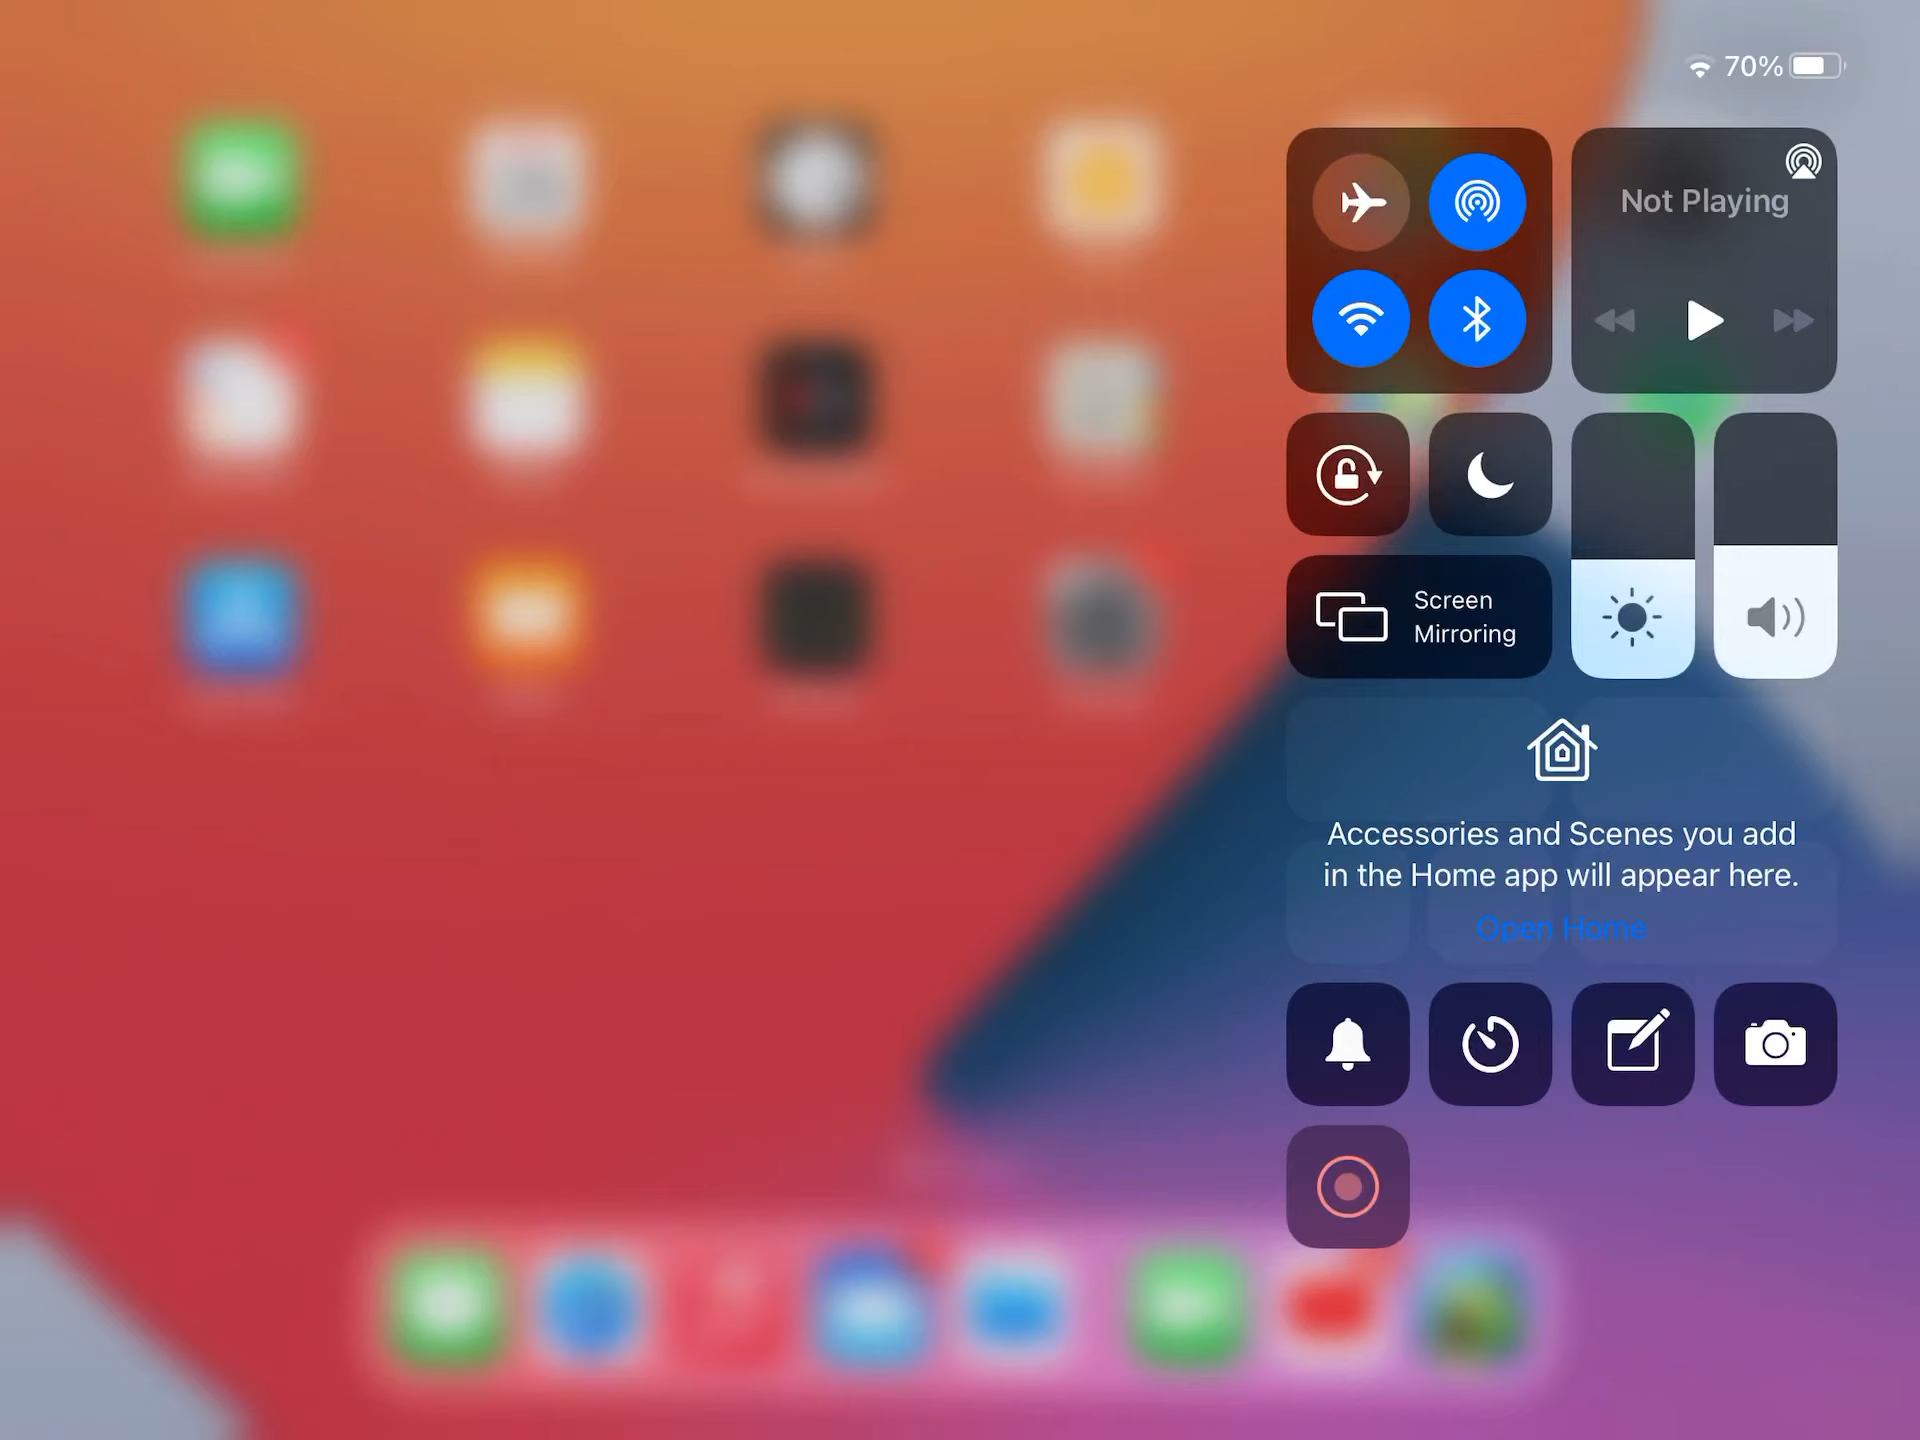 70%
Not Playing
Screen
Mirroring
Accessories and Scenes you add
in the Home app will appear here.
Open Home